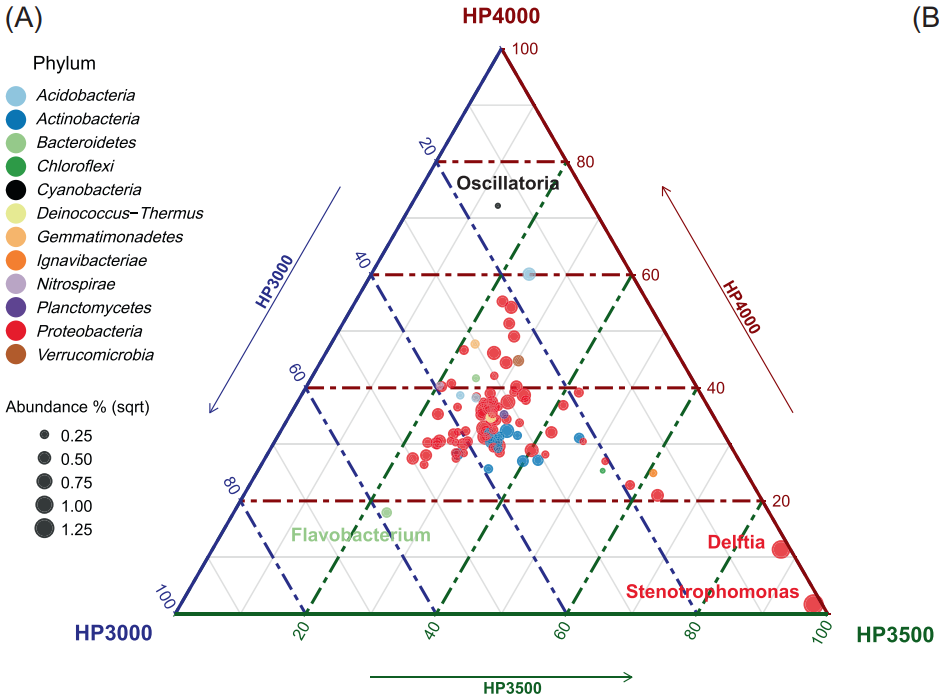 (A)
(B)
HP4000
Phylum
Acidobacteria
Actinobacteria
Bacteroidetes
Chloroflexi
Cyanobacteria
Deinococcus−Thermus
Gemmatimonadetes
Ignavibacteriae
Nitrospirae
Planctomycetes
Proteobacteria
Verrucomicrobia
Abundance % (sqrt)
0.25
0.50
0.75
1.00
1.25
100
80
60
40
20
20
40
60
80
100
HP3000
HP4000
Oscillatoria
Flavobacterium
Delftia
Stenotrophomonas
HP3000
20
40
60
80
100
HP3500
HP3500